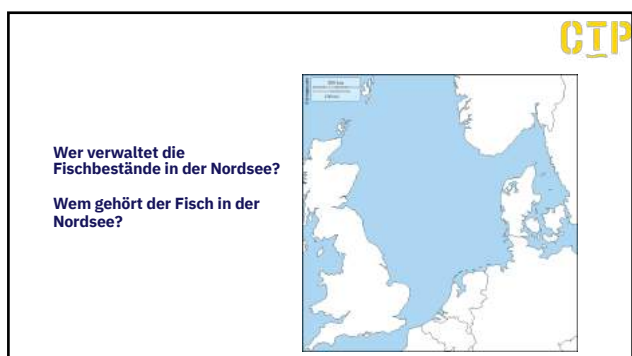 CTP
Wer verwaltet die
Fischbestände in der Nordsee?
Wem gehört der Fisch in der
Nordsee?